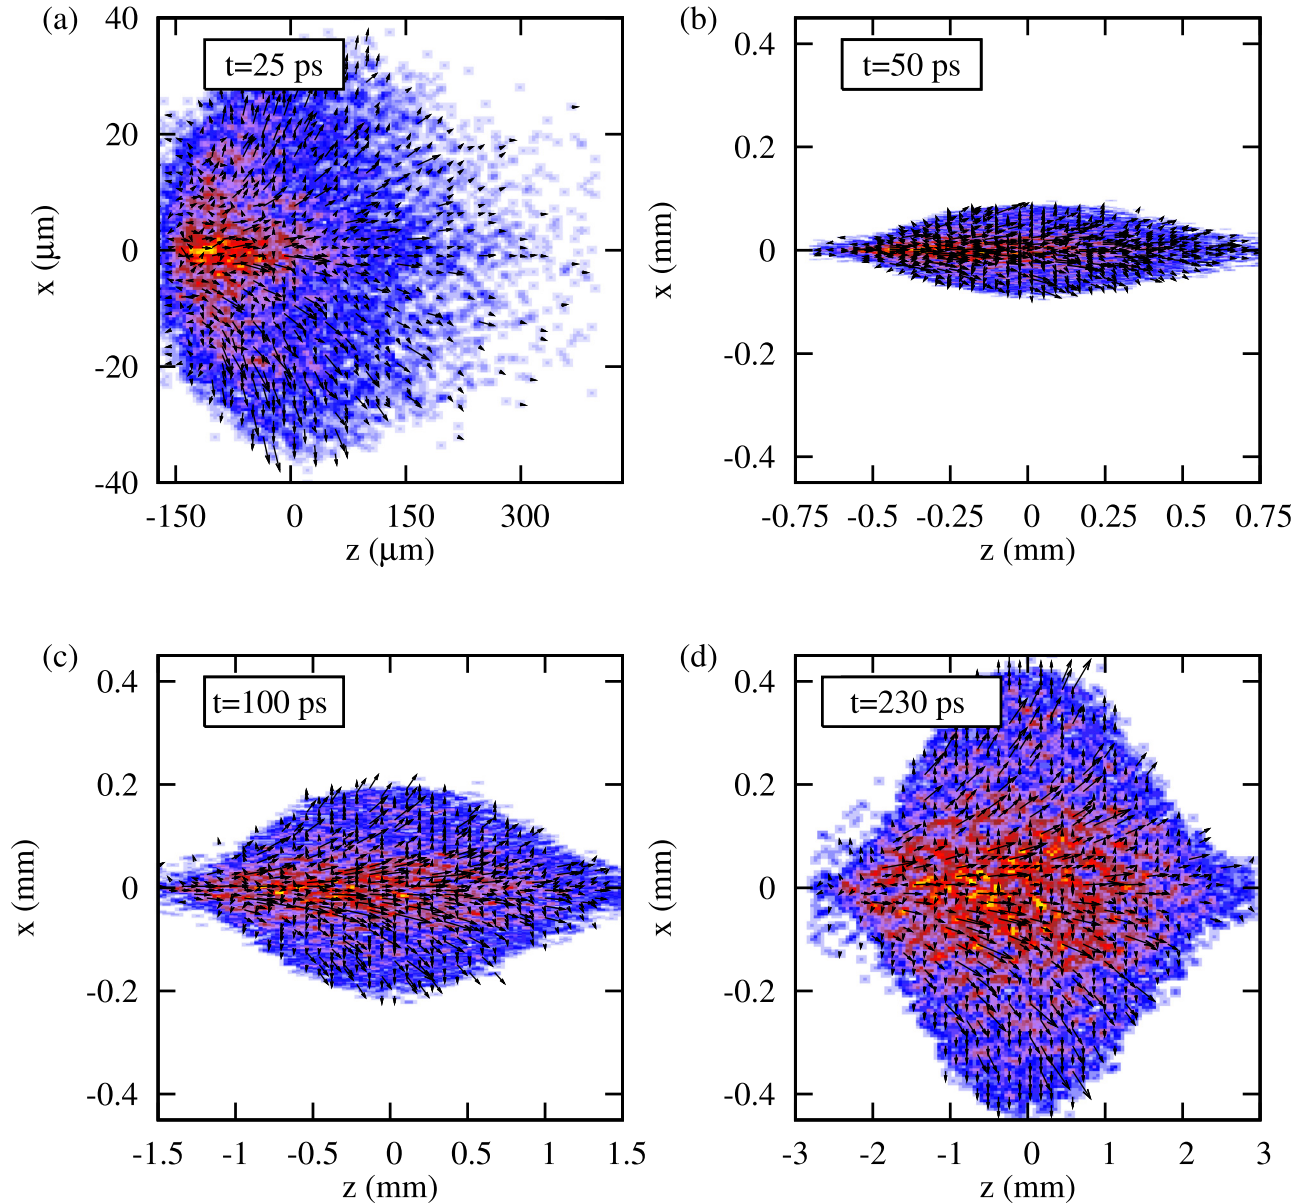 (a)
t=25 ps
40
20
0
-20
-40
x (μm)
-150 0 150 300
z (μm)
(b)
t=50 ps
0.4
0.2
0
-0.2
-0.4
x (mm)
-0.75 -0.5 -0.25 0 0.25 0.5 0.75
z (mm)
(c)
t=100 ps
0.4
0.2
0
-0.2
-0.4
x (mm)
-1.5 -1 -0.5 0 0.5 1 1.5
z (mm)
(d)
t=230 ps
0.4
0.2
0
-0.2
-0.4
x (mm)
-3 -2 -1 0 1 2 3
z (mm)